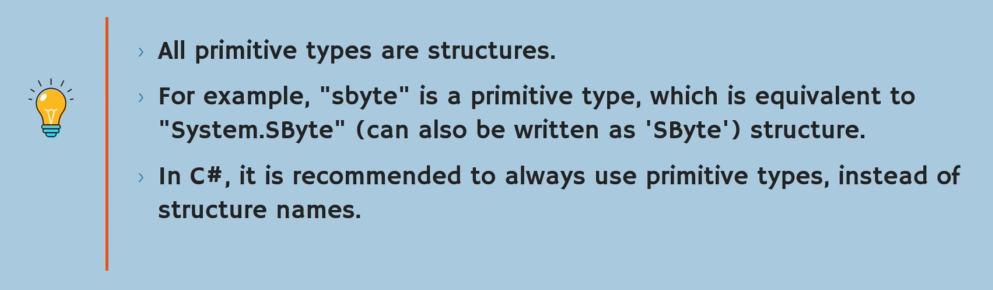 › All primitive types are structures.
› For example, "sbyte" is a primitive type, which is equivalent to
"System.SByte" (can also be written as 'SByte') structure.
› In C#, it is recommended to always use primitive types, instead of
structure names.